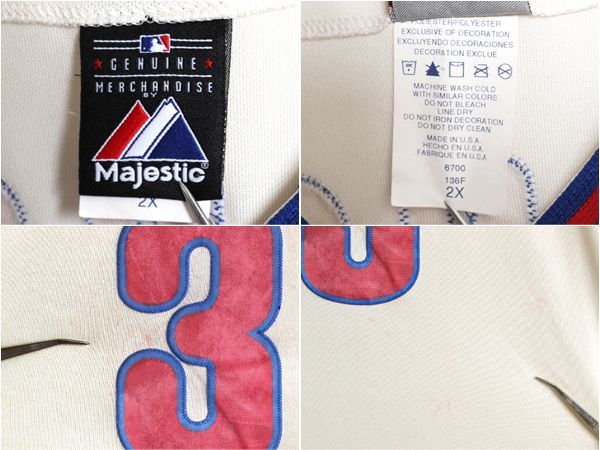 GENUINE
MERCHANDISE
BY
Majestic®
2X
POLYESTER/POLYESTER
EXCLUSIVE OF DECORATION
EXCLUYENDO DECORACIONES
DECORATION EXCLUE
MACHINE WASH COLD
WITH SIMILAR COLORS
DO NOT BLEACH
LINE DRY
DO NOT IRON DECORATION
DO NOT DRY CLEAN
MADE IN U.S.A.
HECHO EN U.S.A.
FABRIQUE EN U.S.A.
6700
136F
2X
3